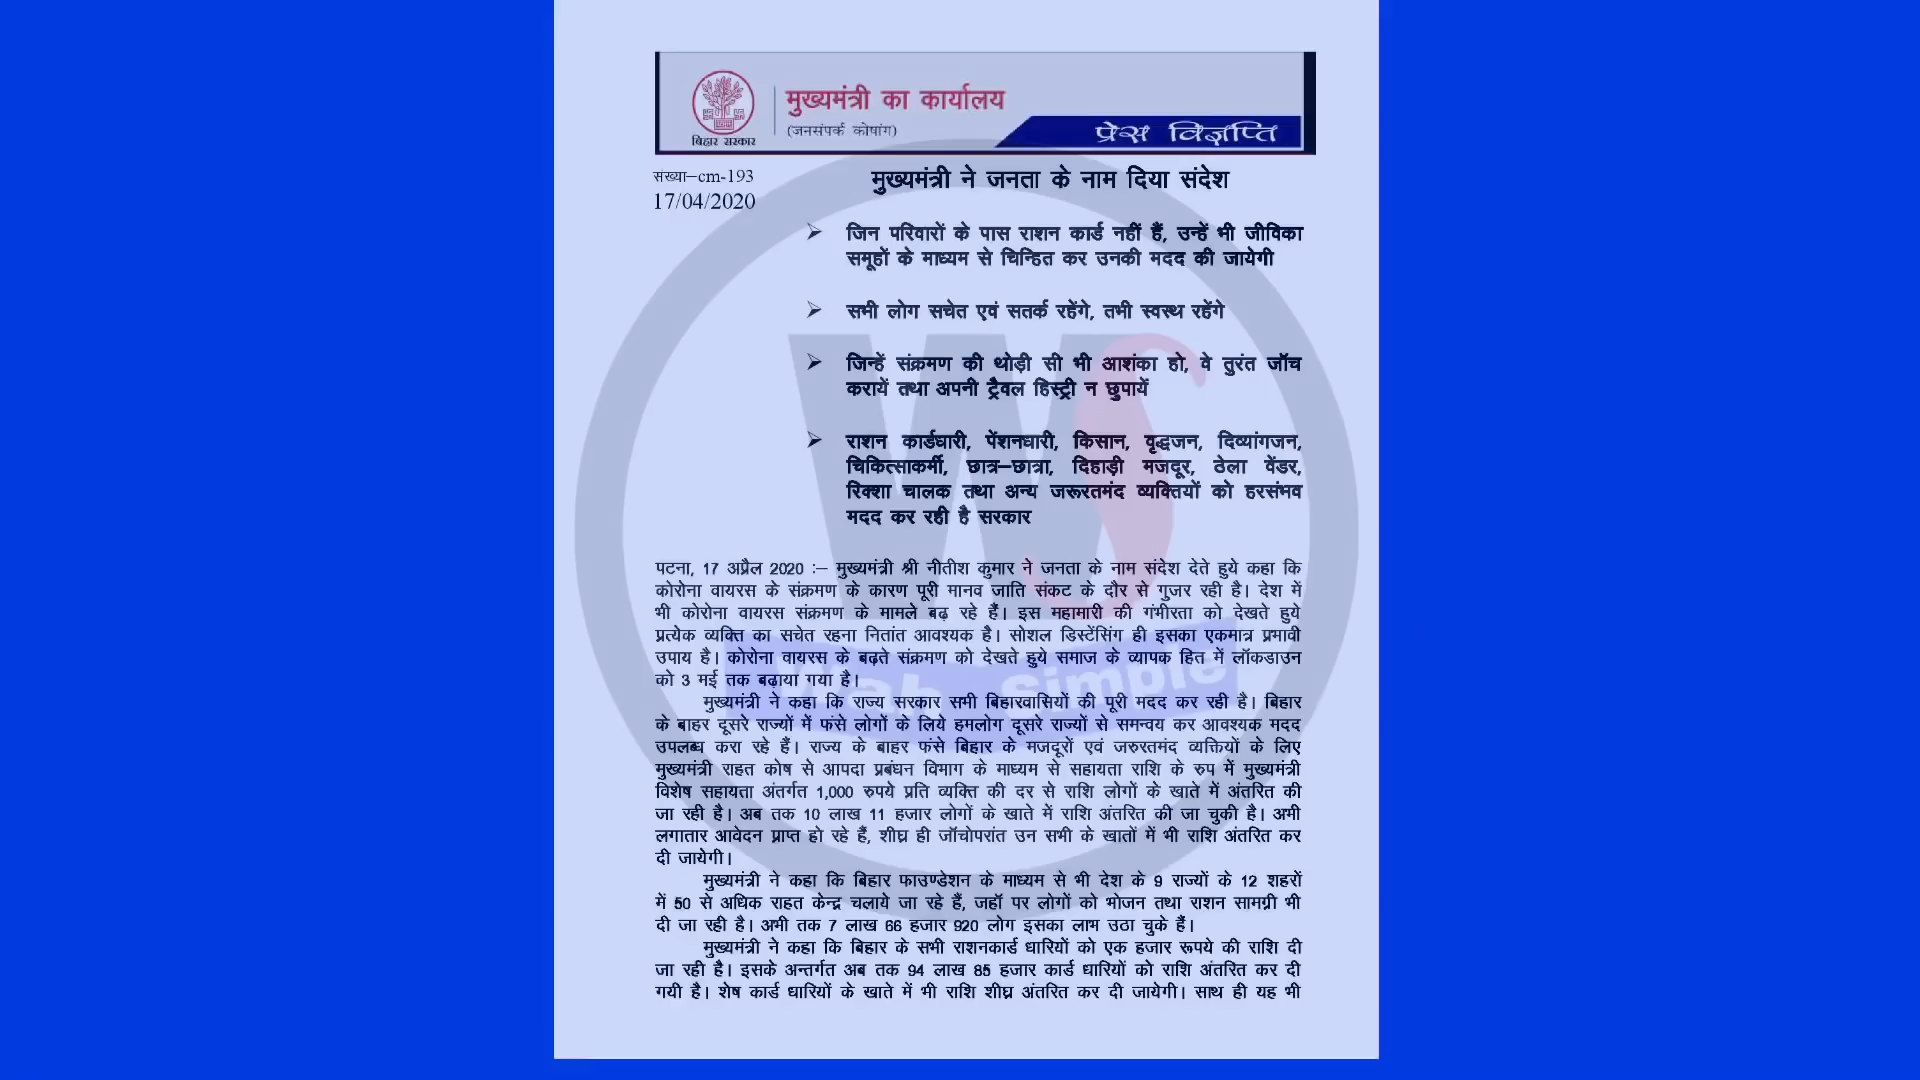 मुख्यमंत्री का कार्यालय
(जनसंपर्क कोषांग)
बिहार सरकार
प्रेस विज्ञप्ति
संख्या–cm-193
17/04/2020
मुख्यमंत्री ने जनता के नाम दिया संदेश
➢ जिन परिवारों के पास राशन कार्ड नहीं हैं, उन्हें भी जीविका
समूहों के माध्यम से चिन्हित कर उनकी मदद की जायेगी
➢ सभी लोग सचेत एवं सतर्क रहेंगे, तभी स्वस्थ रहेंगे
➢ जिन्हें संक्रमण की थोड़ी सी भी आशंका हो, वे तुरंत जॉच
करायें तथा अपनी ट्रैवल हिस्ट्री न छुपायें
➢ राशन कार्डधारी, पेंशनधारी, किसान, वृद्धजन, दिव्यांगजन,
चिकित्साकर्मी, छात्र–छात्रा, दिहाड़ी मजदूर, ठेला वेंडर,
रिक्शा चालक तथा अन्य जरूरतमंद व्यक्तियों को हरसंभव
मदद कर रही है सरकार
पटना, 17 अप्रैल 2020 :– मुख्यमंत्री श्री नीतीश कुमार ने जनता के नाम संदेश देते हुये कहा कि
कोरोना वायरस के संक्रमण के कारण पूरी मानव जाति संकट के दौर से गुजर रही है। देश में
भी कोरोना वायरस संक्रमण के मामले बढ़ रहे हैं। इस महामारी की गंभीरता को देखते हुये
प्रत्येक व्यक्ति का सचेत रहना नितांत आवश्यक है। सोशल डिस्टेंसिंग ही इसका एकमात्र प्रभावी
उपाय है। कोरोना वायरस के बढ़ते संक्रमण को देखते हुये समाज के व्यापक हित में लॉकडाउन
को 3 मई तक बढ़ाया गया है।
मुख्यमंत्री ने कहा कि राज्य सरकार सभी बिहारवासियों की पूरी मदद कर रही है। बिहार
के बाहर दूसरे राज्यों में फंसे लोगों के लिये हमलोग दूसरे राज्यों से समन्वय कर आवश्यक मदद
उपलब्ध करा रहे हैं। राज्य के बाहर फंसे बिहार के मजदूरों एवं जरुरतमंद व्यक्तियों के लिए
मुख्यमंत्री राहत कोष से आपदा प्रबंधन विभाग के माध्यम से सहायता राशि के रुप में मुख्यमंत्री
विशेष सहायता अंतर्गत 1,000 रुपये प्रति व्यक्ति की दर से राशि लोगों के खाते में अंतरित की
जा रही है। अब तक 10 लाख 11 हजार लोगों के खाते में राशि अंतरित की जा चुकी है। अभी
लगातार आवेदन प्राप्त हो रहे हैं, शीघ्र ही जॉचोपरांत उन सभी के खातों में भी राशि अंतरित कर
दी जायेगी।
मुख्यमंत्री ने कहा कि बिहार फाउण्डेशन के माध्यम से भी देश के 9 राज्यों के 12 शहरों
में 50 से अधिक राहत केन्द्र चलाये जा रहे हैं, जहॉ पर लोगों को भोजन तथा राशन सामग्री भी
दी जा रही है। अभी तक 7 लाख 66 हजार 920 लोग इसका लाभ उठा चुके हैं।
मुख्यमंत्री ने कहा कि बिहार के सभी राशनकार्ड धारियों को एक हजार रूपये की राशि दी
जा रही है। इसके अन्तर्गत अब तक 94 लाख 85 हजार कार्ड धारियों को राशि अंतरित कर दी
गयी है। शेष कार्ड धारियों के खाते में भी राशि शीघ्र अंतरित कर दी जायेगी। साथ ही यह भी
WS
Simple